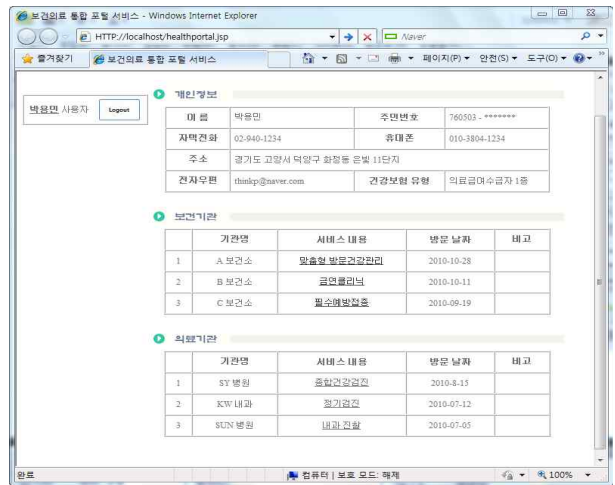 보건의료 통합 포털 서비스 - Windows Internet Explorer
HTTP://localhost/healthportal.jsp
Naver
즐겨찾기 보건의료 통합 포털 서비스 페이지(P) 안전(S) 도구(O)
박용민 사용자 Logout
개인정보
이 름 박용민 주민번호 760503 - *******
자택전화 02-940-1234 휴대폰 010-3804-1234
주소 경기도 고양서 덕양구 화정동 은빛 11단지
전자우편 thinkcp@naver.com 건강보험 유형 의료급여수급자 1종
보건기관
기관명 서비스 내용 방문 날짜 비고
1 A 보건소 맞춤형 방문건강관리 2010-10-28
2 B 보건소 금연클리닉 2010-10-11
3 C 보건소 필수예방접종 2010-09-19
의료기관
기관명 서비스 내용 방문 날짜 비고
1 SY 병원 종합건강검진 2010-8-15
2 KW 내과 정기검진 2010-07-12
3 SUN 병원 내과 진찰 2010-07-05
완료 컴퓨터 | 보호 모드: 해제 100%